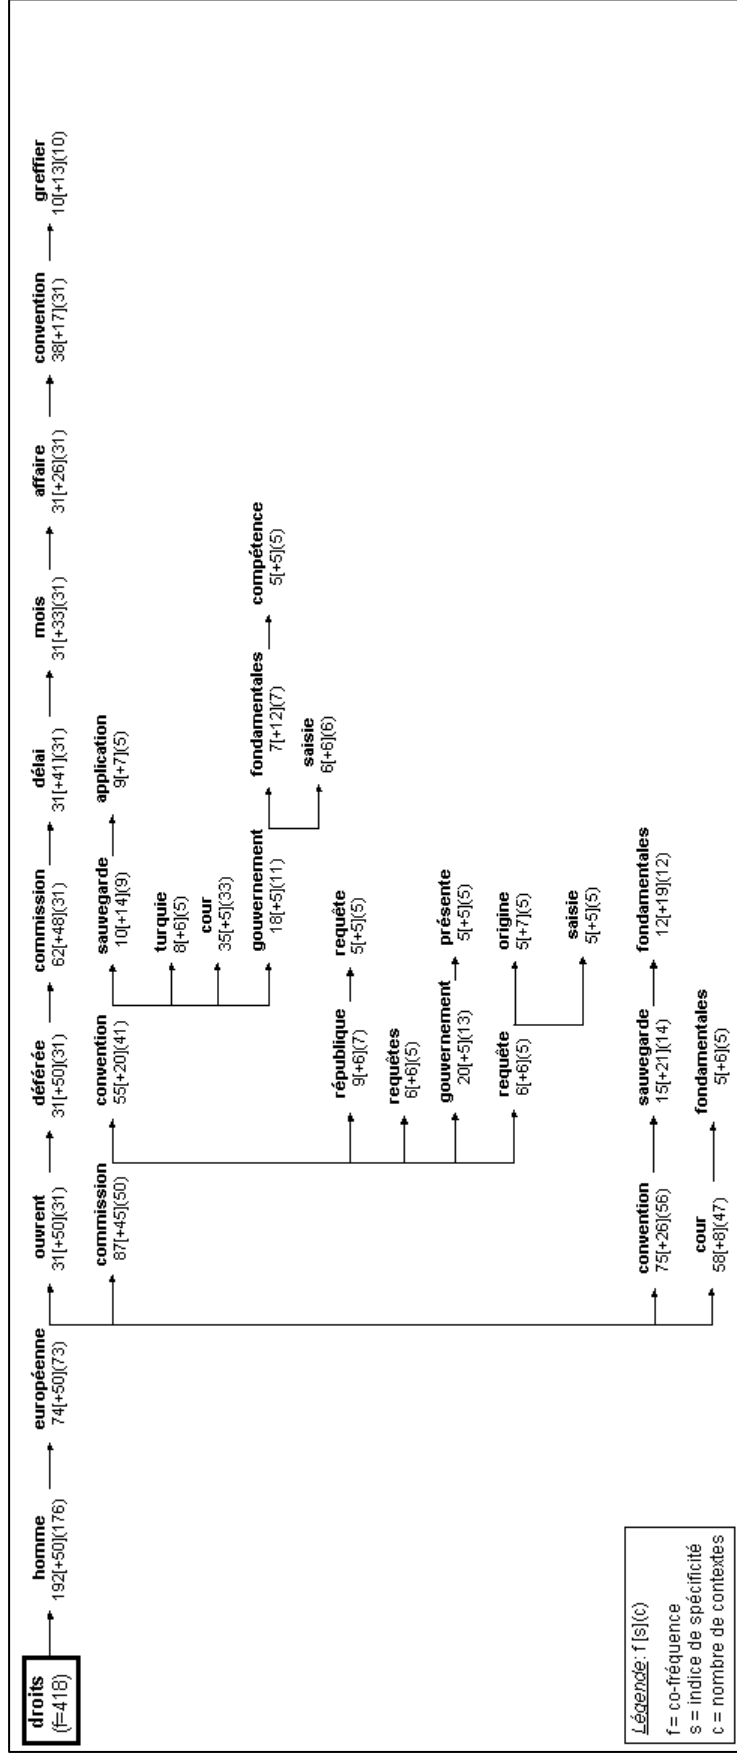 droits
(f=418)
homme
192[+50](176)
européenne
74[+50](73)
ouvrent
31[+50](31)
déférée
31[+50](31)
commission
62[+48](31)
délai
31[+41](31)
mois
31[+33](31)
affaire
31[+26](31)
convention
38[+17](31)
greffier
10[+13](10)
commission
87[+45](50)
convention
55[+20](41)
sauvegarde
10[+14](9)
application
9[+7](5)
turquie
8[+6](5)
cour
35[+5](33)
gouvernement
18[+5](11)
fondamentales
7[+12](7)
compétence
5[+5](5)
saisie
6[+6](6)
république
9[+6](7)
requête
5[+5](5)
requêtes
6[+6](5)
gouvernement
20[+5](13)
présente
5[+5](5)
requête
6[+6](5)
origine
5[+7](5)
saisie
5[+5](5)
convention
75[+26](56)
sauvegarde
15[+21](14)
fondamentales
12[+19](12)
cour
58[+8](47)
fondamentales
5[+6](5)
Légende: f [s](c)
f = co-fréquence
s = indice de spécificité
c = nombre de contextes